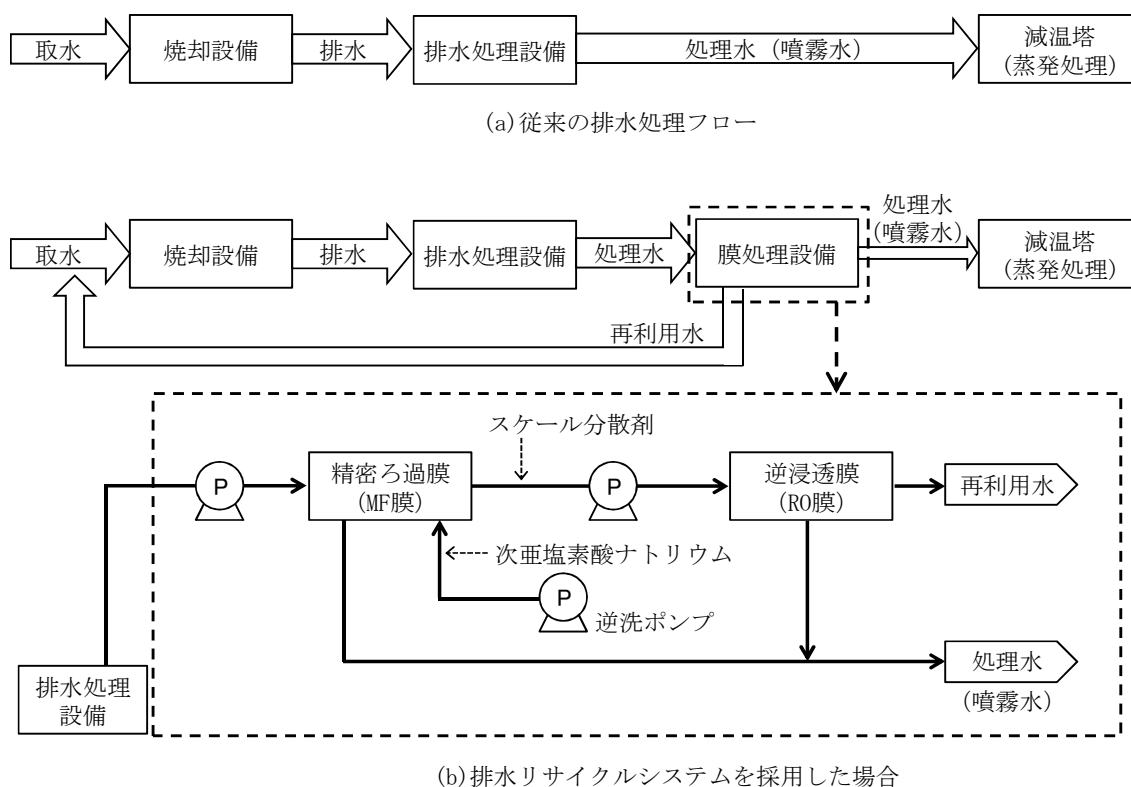 取水
焼却設備
排水
排水処理設備
処理水 (噴霧水)
減温塔
(蒸発処理)
(a)従来の排水処理フロー
取水
焼却設備
排水
排水処理設備
処理水
膜処理設備
処理水
(噴霧水)
減温塔
(蒸発処理)
再利用水
スケール分散剤
P
精密ろ過膜
(MF膜)
P
逆浸透膜
(RO膜)
再利用水
次亜塩素酸ナトリウム
P
逆洗ポンプ
排水処理
設備
処理水
(噴霧水)
(b)排水リサイクルシステムを採用した場合